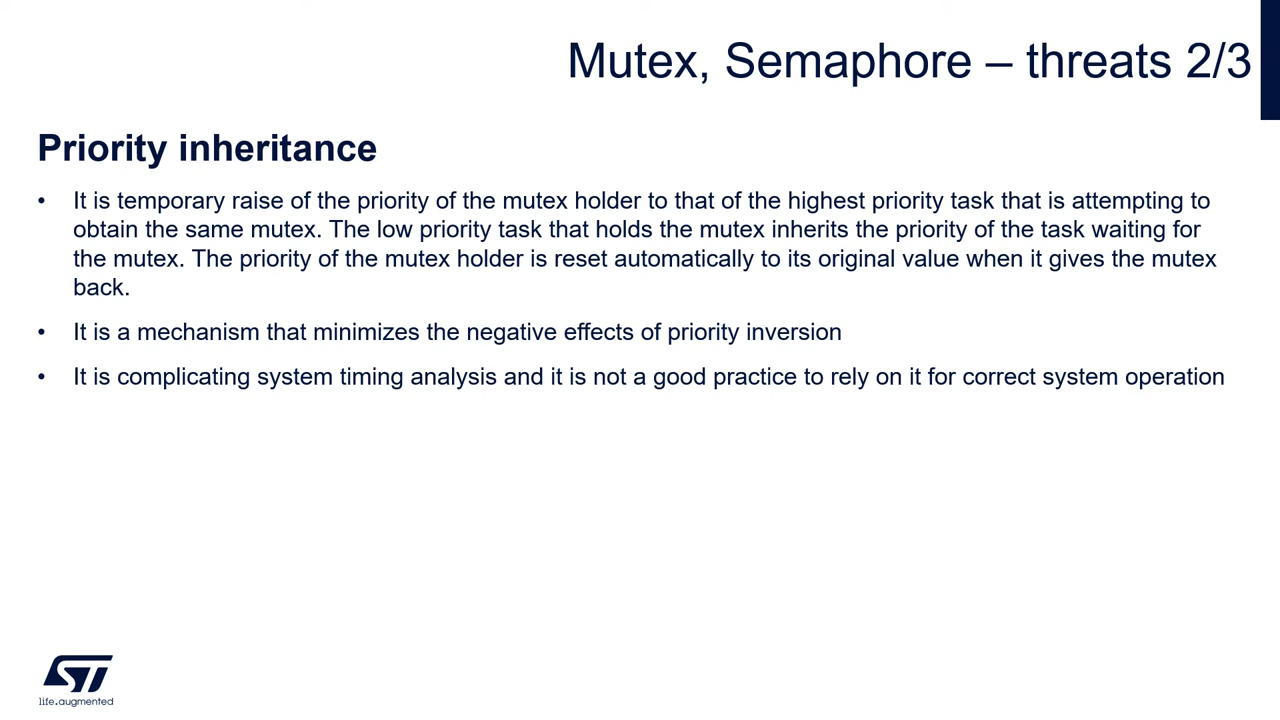 Mutex, Semaphore – threats 2/3
Priority inheritance
• It is temporary raise of the priority of the mutex holder to that of the highest priority task that is attempting to
obtain the same mutex. The low priority task that holds the mutex inherits the priority of the task waiting for
the mutex. The priority of the mutex holder is reset automatically to its original value when it gives the mutex
back.
• It is a mechanism that minimizes the negative effects of priority inversion
• It is complicating system timing analysis and it is not a good practice to rely on it for correct system operation
ST
life.augmented